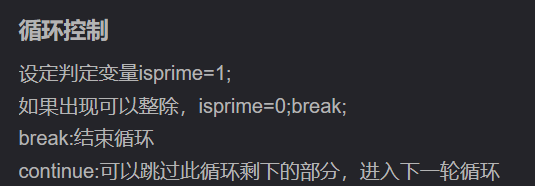 循环控制
设定判定变量isprime=1;
如果出现可以整除，isprime=0;break;
break:结束循环
continue:可以跳过此循环剩下的部分，进入下一轮循环